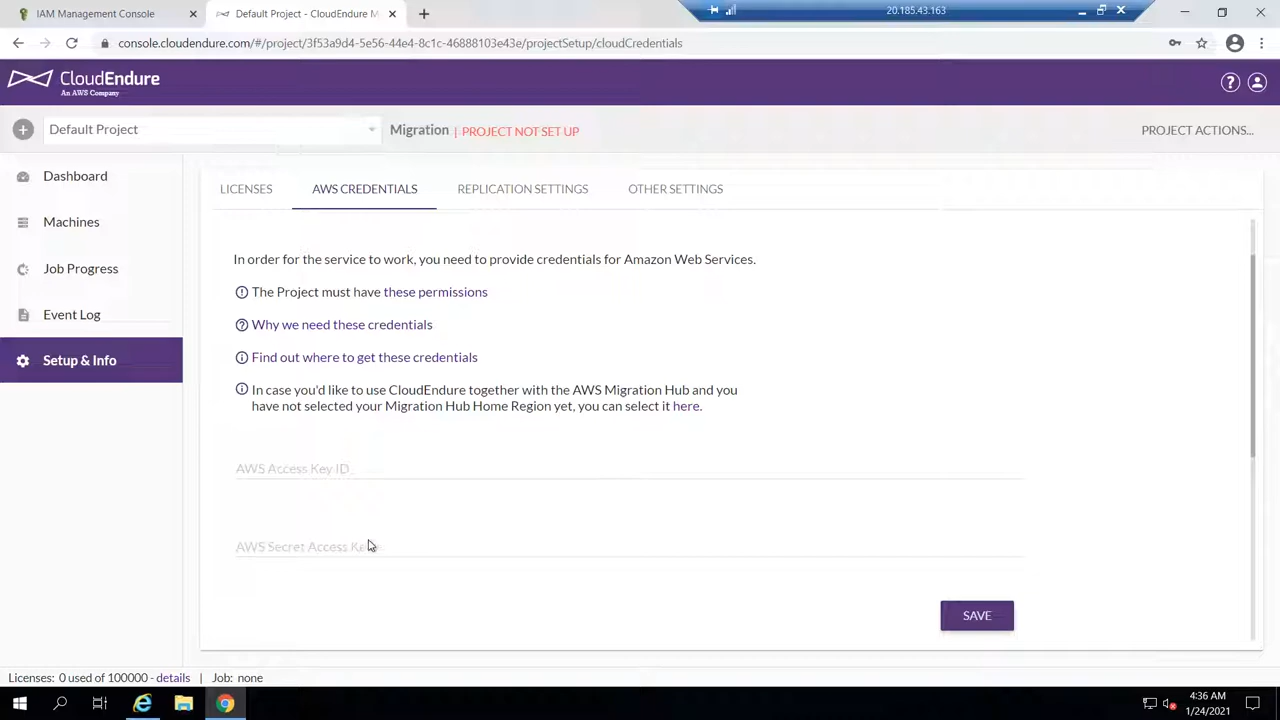 IAM Management Console
Default Project - CloudEndure M
20.185.43.163
console.cloudendure.com/#/project/3f53a9d4-5e56-44e4-8c1c-46888103e43e/projectSetup/cloudCredentials
CloudEndure
An AWS Company
Default Project
Migration | PROJECT NOT SET UP
PROJECT ACTIONS...
Dashboard
Machines
Job Progress
Event Log
Setup & Info
LICENSES
AWS CREDENTIALS
REPLICATION SETTINGS
OTHER SETTINGS
In order for the service to work, you need to provide credentials for Amazon Web Services.
The Project must have these permissions
Why we need these credentials
Find out where to get these credentials
In case you'd like to use CloudEndure together with the AWS Migration Hub and you
have not selected your Migration Hub Home Region yet, you can select it here.
AWS Access Key ID
AWS Secret Access
SAVE
Licenses: 0 used of 100000 - details | Job: none
4:36 AM
1/24/2021